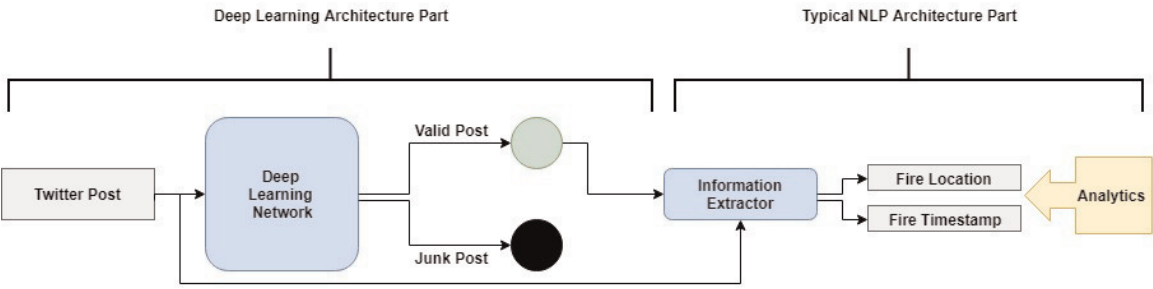 Deep Learning Architecture Part
Typical NLP Architecture Part
Twitter Post
Deep
Learning
Network
Valid Post
Junk Post
Information
Extractor
Fire Location
Fire Timestamp
Analytics